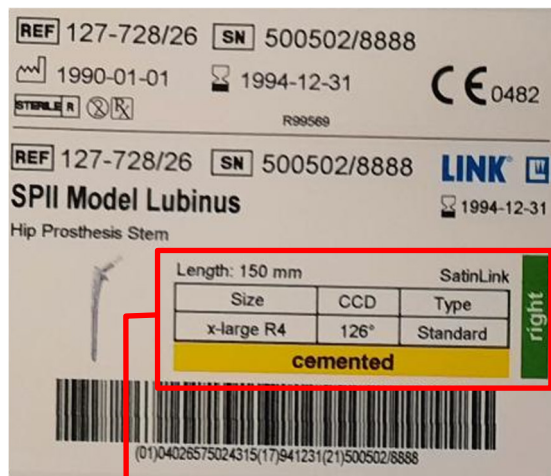 REF 127-728/26 SN 500502/8888
1990-01-01 1994-12-31
CE 0482
STERILE R 2 Rx
R99569
REF 127-728/26 SN 500502/8888 LINK®
SPII Model Lubinus 1994-12-31
Hip Prosthesis Stem
Length: 150 mm SatinLink
Size CCD Type
x-large R4 126° Standard
cemented
right
(01)04026575024315(17)941231(21)500502/8888